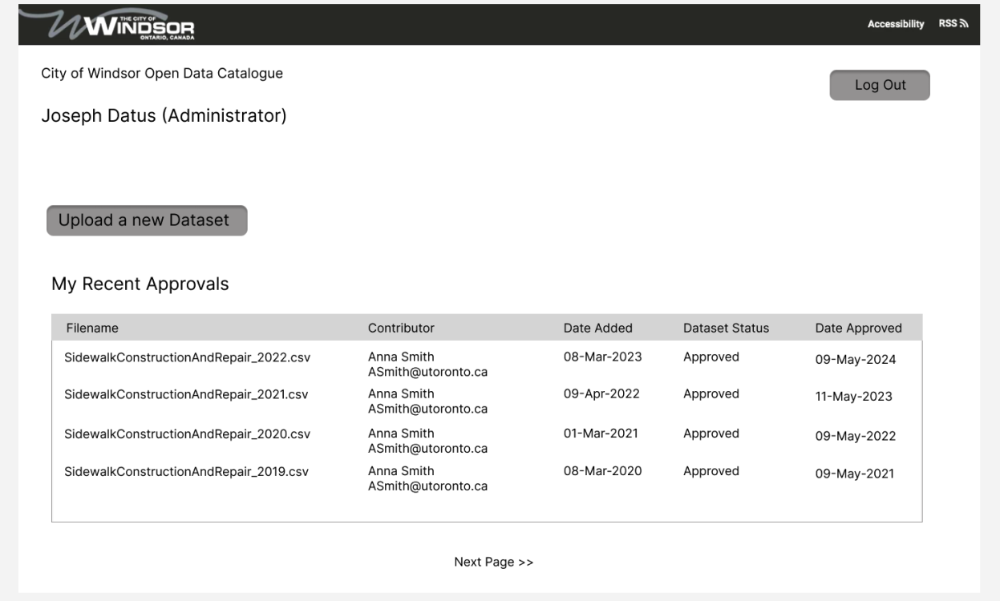 THE CITY OF
WINDSOR
ONTARIO, CANADA
Accessibility RSS
City of Windsor Open Data Catalogue
Log Out
Joseph Datus (Administrator)
Upload a new Dataset
My Recent Approvals
Filename Contributor Date Added Dataset Status Date Approved
SidewalkConstructionAndRepair_2022.csv Anna Smith 08-Mar-2023 Approved 09-May-2024
ASmith@utoronto.ca
SidewalkConstructionAndRepair_2021.csv Anna Smith 09-Apr-2022 Approved 11-May-2023
ASmith@utoronto.ca
SidewalkConstructionAndRepair_2020.csv Anna Smith 01-Mar-2021 Approved 09-May-2022
ASmith@utoronto.ca
SidewalkConstructionAndRepair_2019.csv Anna Smith 08-Mar-2020 Approved 09-May-2021
ASmith@utoronto.ca
Next Page >>